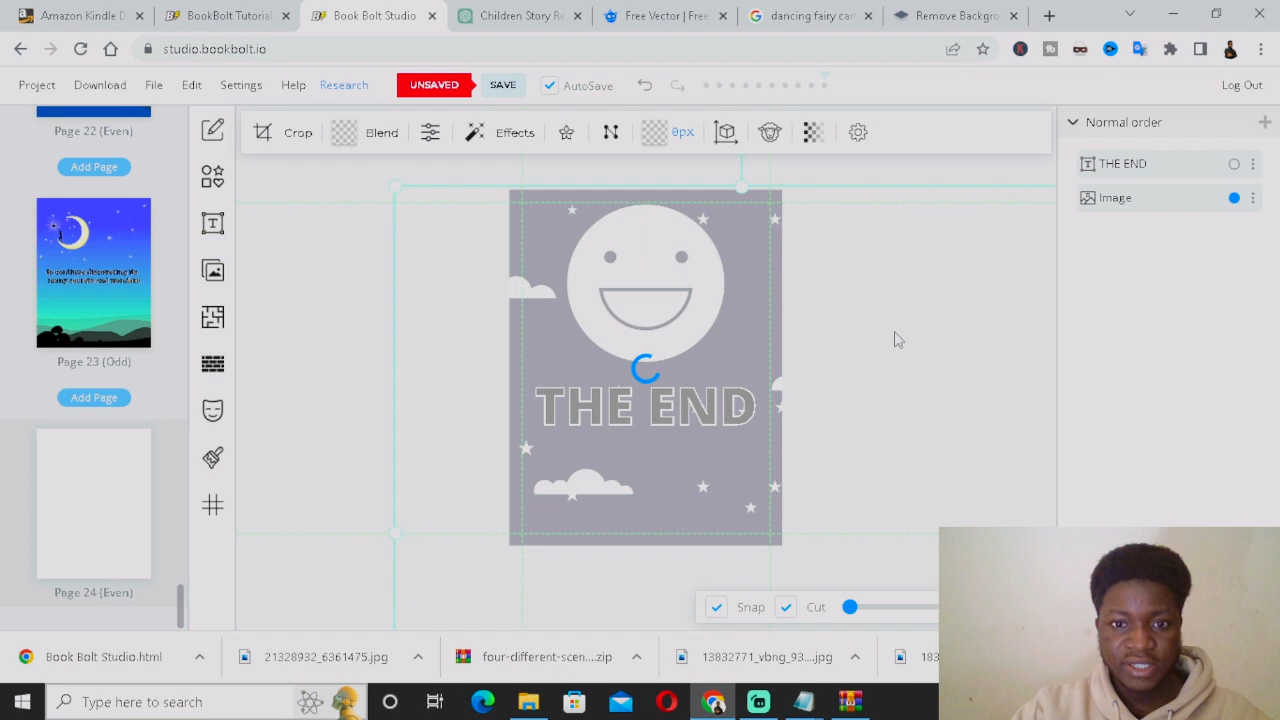 Amazon Kindle D
BookBolt Tutorial
Book Bolt Studio
Children Story Re
Free Vector | Free
dancing fairy car
Remove Backgro
studio.bookbolt.io
Project
Download
File
Edit
Settings
Help
Research
UNSAVED
SAVE
AutoSave
Log Out
Page 22 (Even)
Add Page
Page 23 (Odd)
Add Page
Page 24 (Even)
Crop
Blend
Effects
0px
THE END
Normal order
THE END
Image
Snap
Cut
Book Bolt Studio.html
21328932_6361475.jpg
four-different-scen....zip
13832771_vbng_93....jpg
183
Type here to search